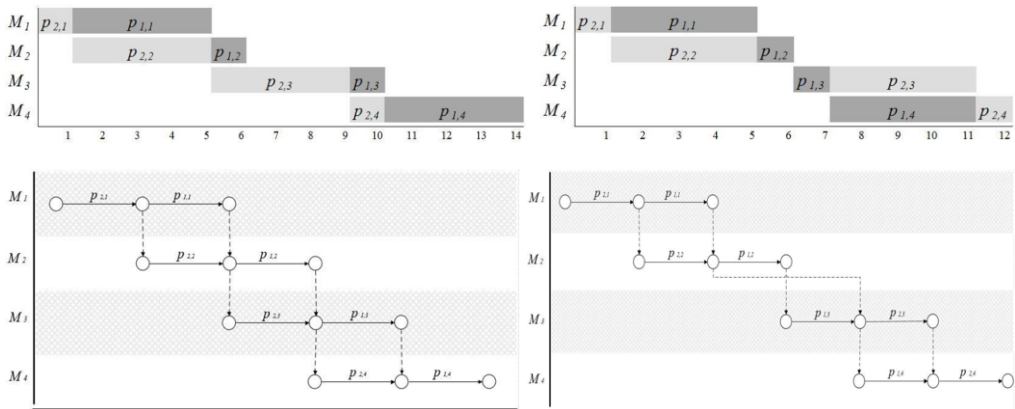 M1 p2,1 p1,1
M2 p2,2 p1,2
M3 p2,3 p1,3
M4 p2,4 p1,4
1 2 3 4 5 6 7 8 9 10 11 12 13 14
M1 p2,1 p1,1
M2 p2,2 p1,2
M3 p1,3 p2,3
M4 p1,4 p2,4
1 2 3 4 5 6 7 8 9 10 11 12
M1 p2,1 p1,1
M2 p2,2 p1,2
M3 p2,3 p1,3
M4 p2,4 p1,4
M1 p2,1 p1,1
M2 p2,2 p1,2
M3 p1,3 p2,3
M4 p1,4 p2,4